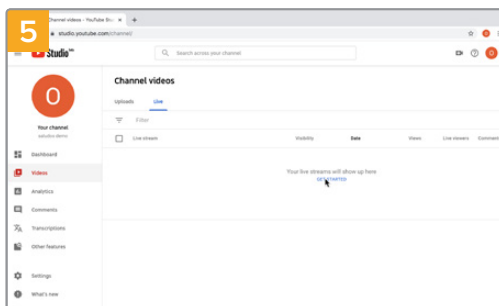 5
Channel videos - YouTube Stu
studio.youtube.com/channel/
Studio
Search across your channel
O
O
O
Your channel
Channel videos
Uploads
Live
Filter
Live stream
Visibility
Date
Views
Live viewers
Comment
Your live streams will show up here
GET STARTED
Dashboard
Videos
Analytics
Comments
Transcriptions
Other features
Settings
What's new